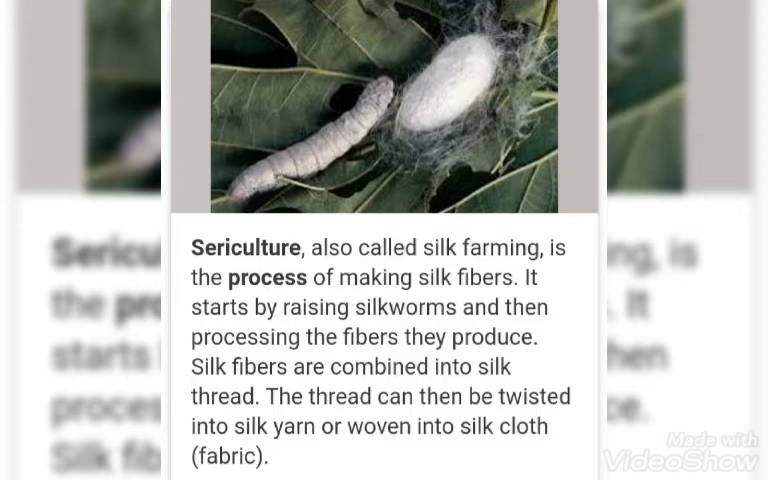 Sericulture, also called silk farming, is
the process of making silk fibers. It
starts by raising silkworms and then
processing the fibers they produce.
Silk fibers are combined into silk
thread. The thread can then be twisted
into silk yarn or woven into silk cloth
(fabric).
Made with
VideoShow